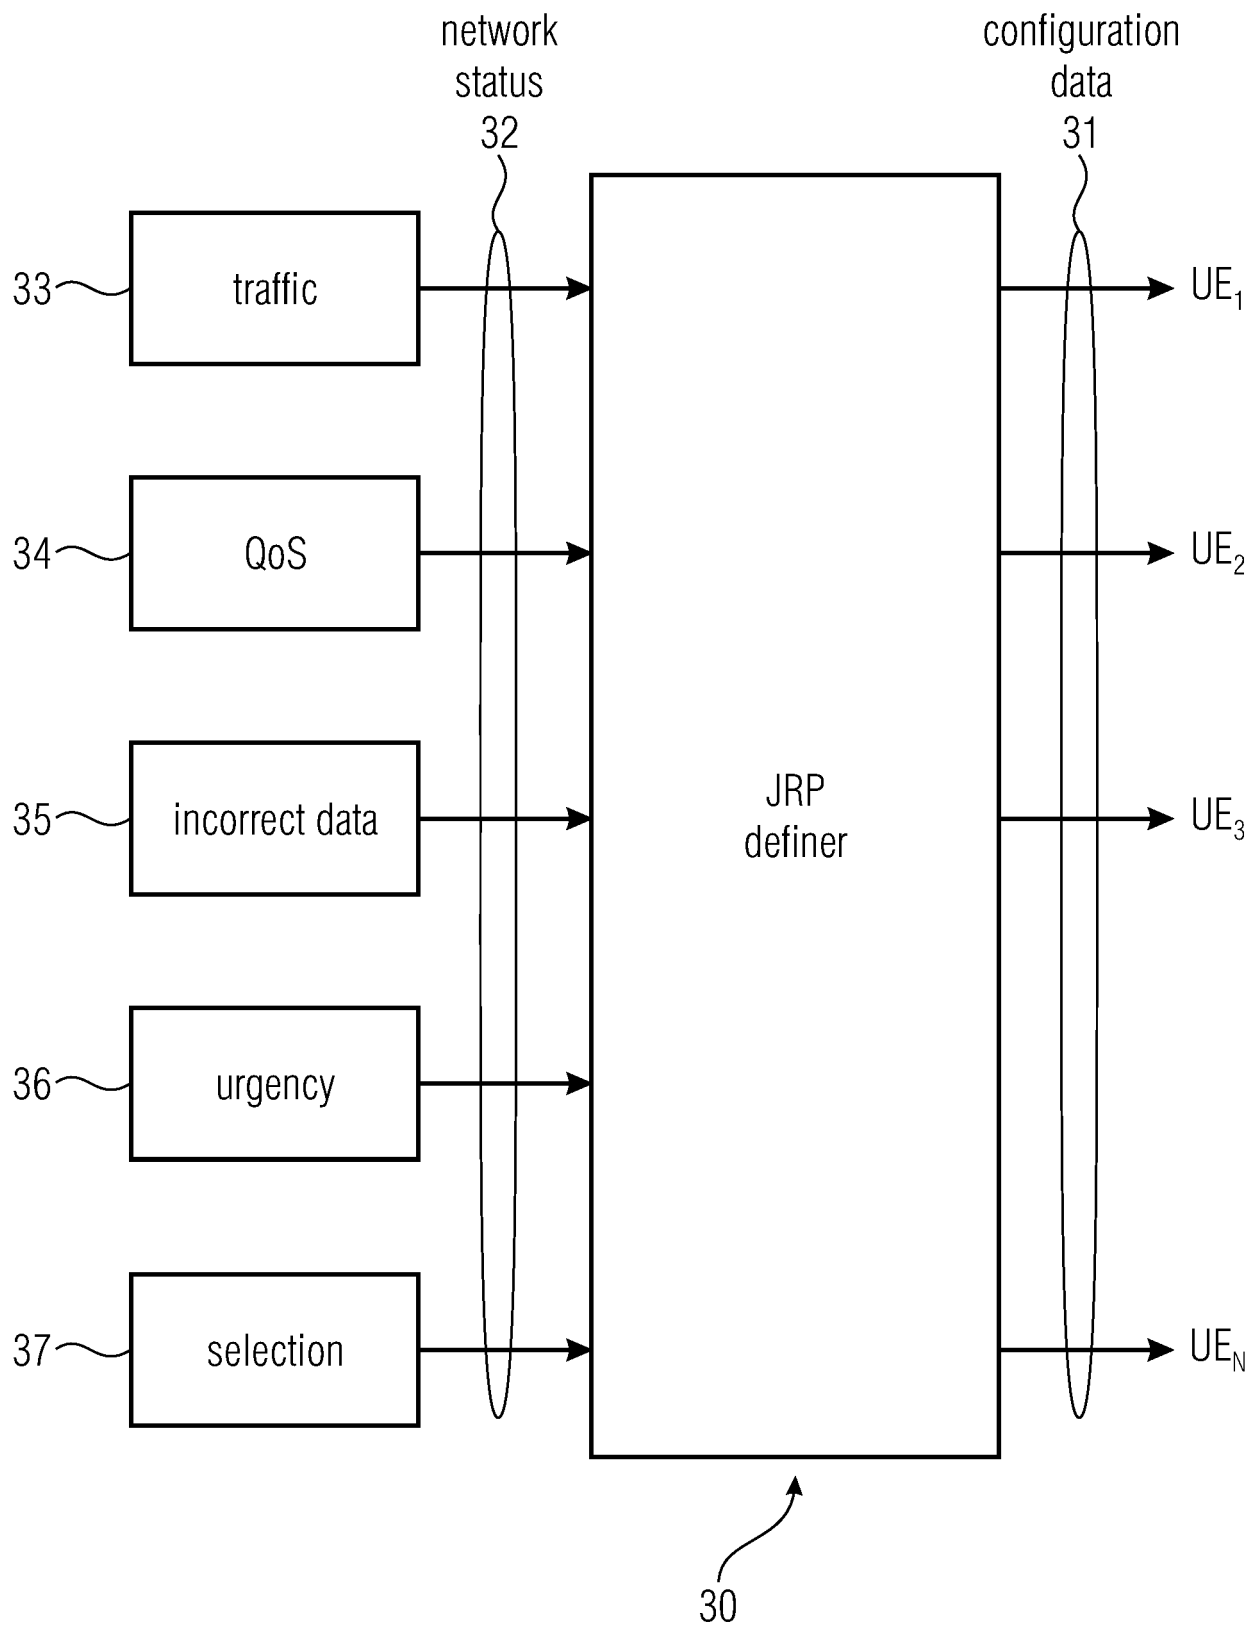 network
status
32
configuration
data
31
33
traffic
UE1
34
QoS
UE2
35
incorrect data
JRP
definer
UE3
36
urgency
37
selection
UEN
30